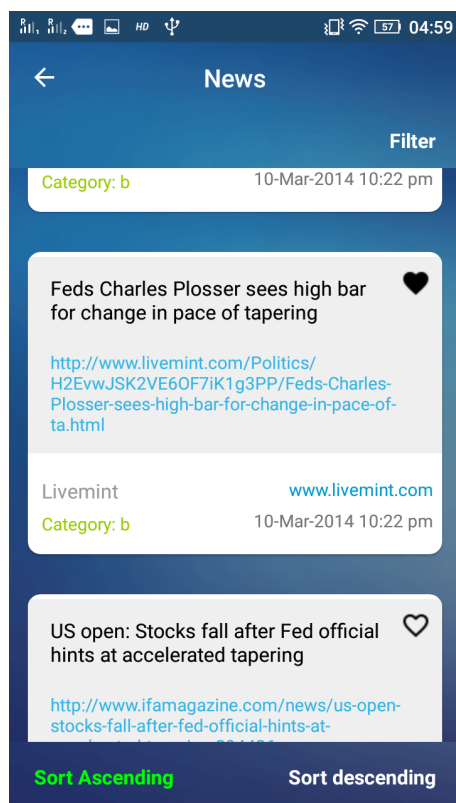 HD 57 04:59
News
Filter
Category: b 10-Mar-2014 10:22 pm
Feds Charles Plosser sees high bar
for change in pace of tapering
http://www.livemint.com/Politics/
H2EvwJSK2VE6OF7iK1g3PP/Feds-Charles-
Plosser-sees-high-bar-for-change-in-pace-of-
ta.html
Livemint www.livemint.com
Category: b 10-Mar-2014 10:22 pm
US open: Stocks fall after Fed official
hints at accelerated tapering
http://www.ifamagazine.com/news/us-open-
stocks-fall-after-fed-official-hints-at-
Sort Ascending Sort descending